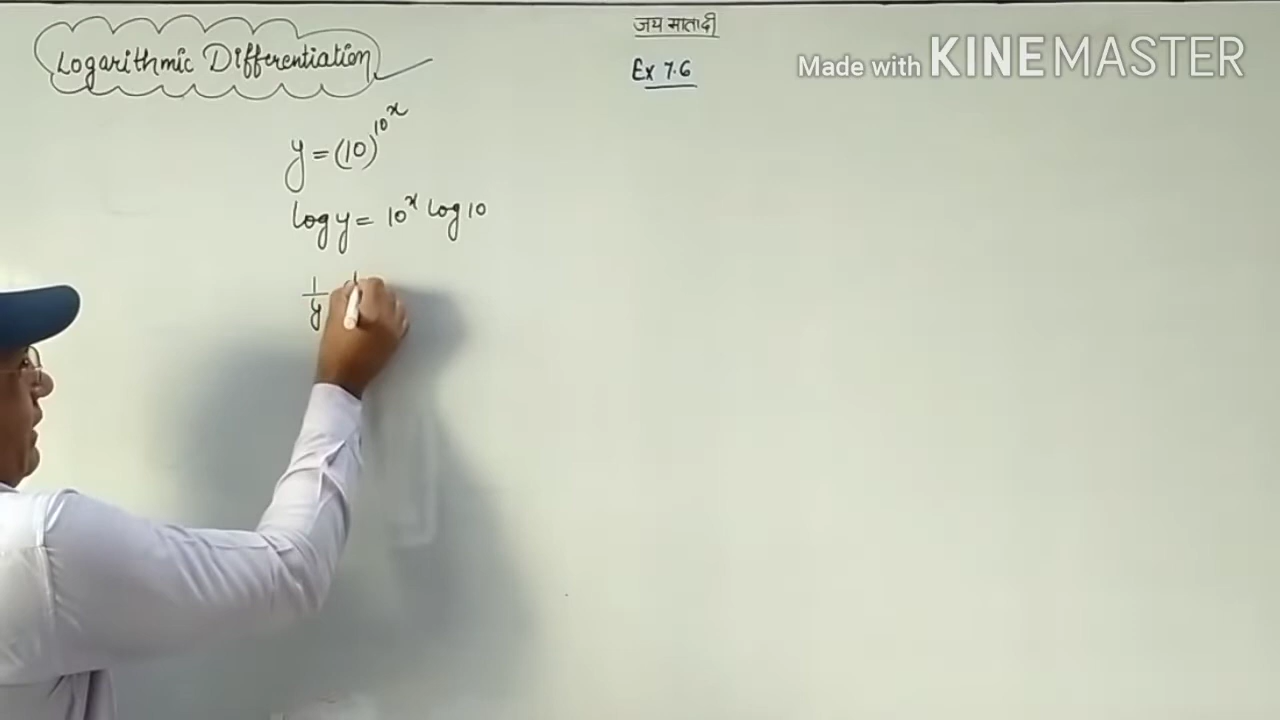 जय माता दी
Logarithmic Differentiation
Ex 7.6
Made with KINEMASTER
y = (10)^10^x
log y = 10^x log 10
1/y